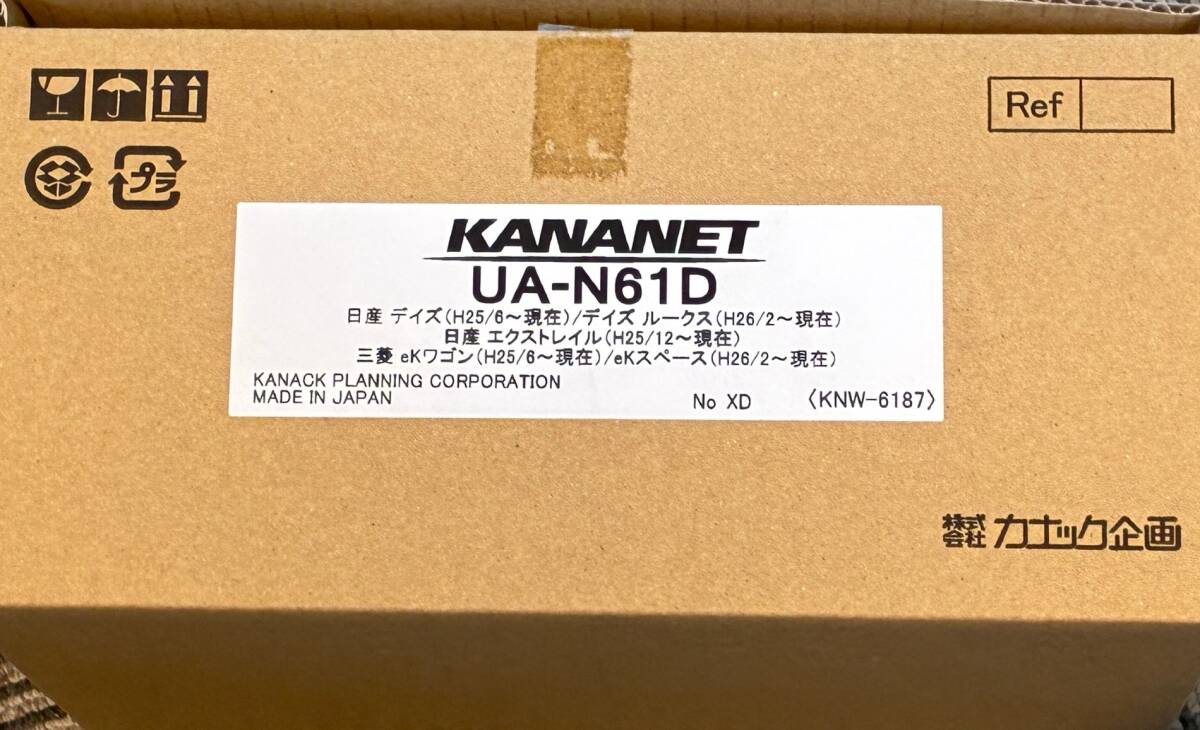 Ref
プラ
KANANET
UA-N61D
日産 デイズ(H25/6～現在)/デイズ ルークス(H26/2～現在)
日産 エクストレイル(H25/12～現在)
三菱 eKワゴン(H25/6～現在)/eKスペース(H26/2～現在)
KANACK PLANNING CORPORATION
MADE IN JAPAN
No XD 〈KNW-6187〉
株式会社 カナック企画